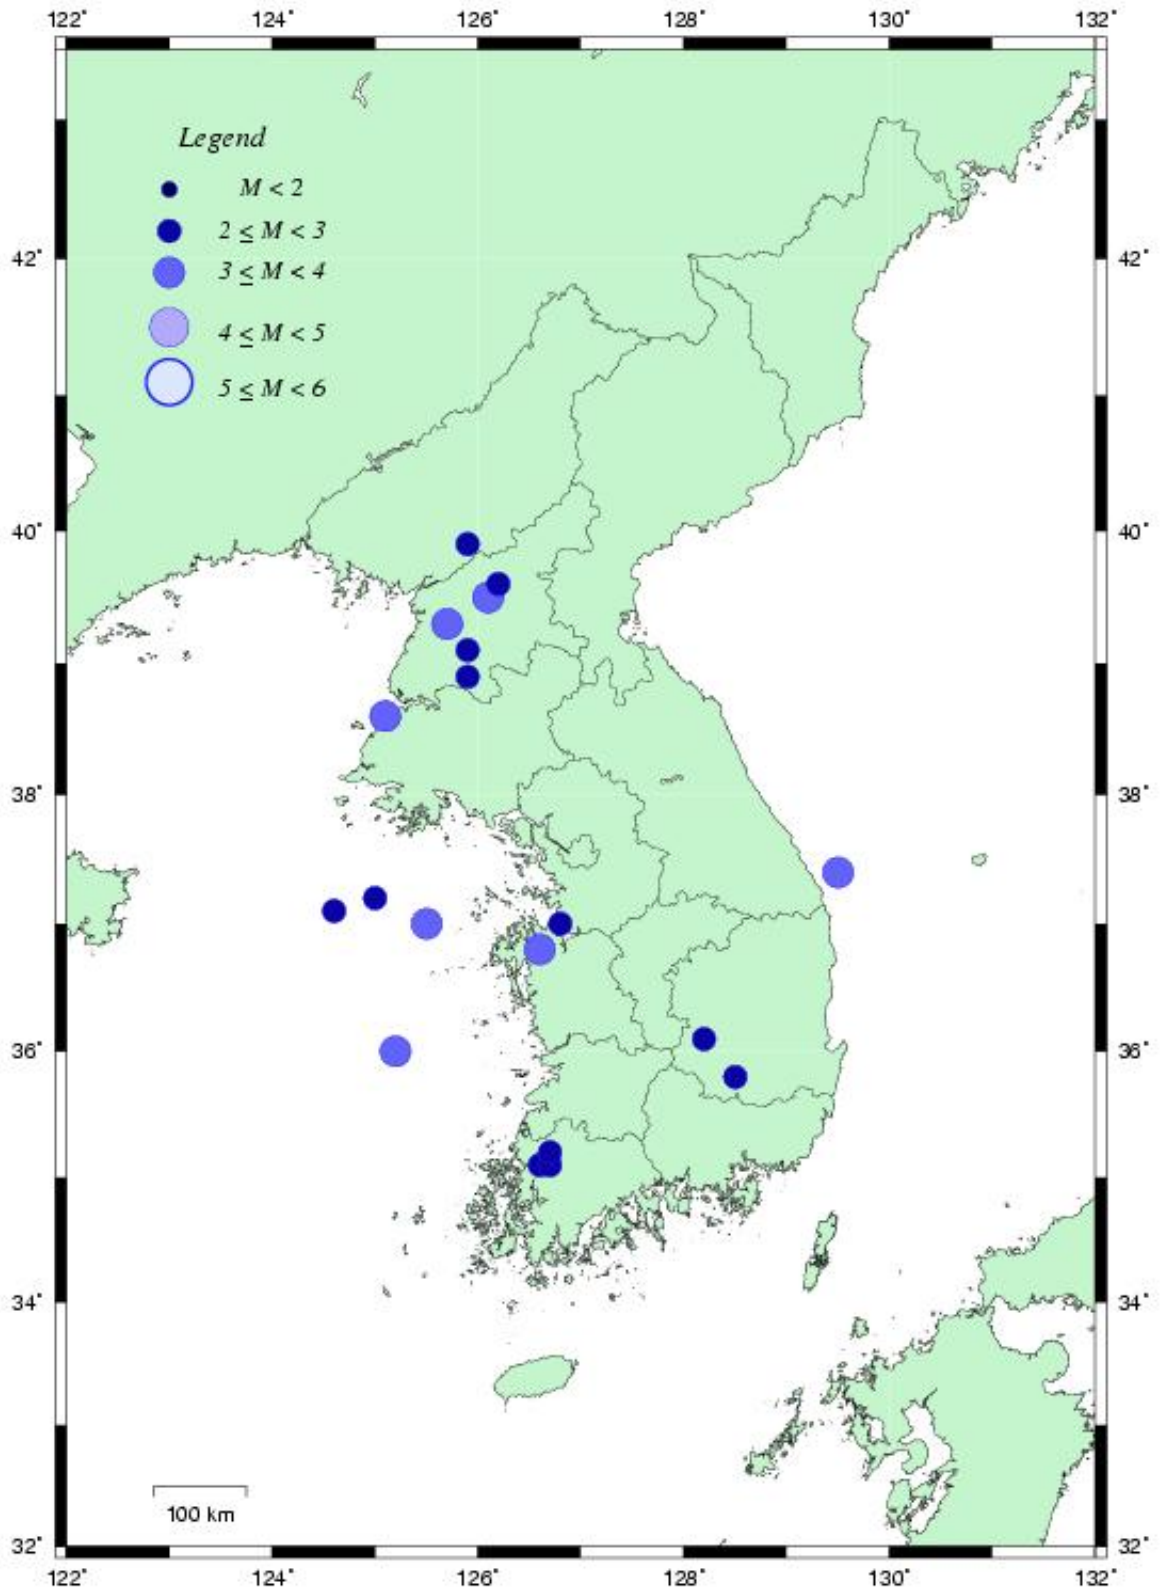 122° 124° 126° 128° 130° 132°
Legend
M < 2
2 ≤ M < 3
3 ≤ M < 4
4 ≤ M < 5
5 ≤ M < 6
42° 42°
40° 40°
38° 38°
36° 36°
34° 34°
100 km
32° 32°
122° 124° 126° 128° 130° 132°